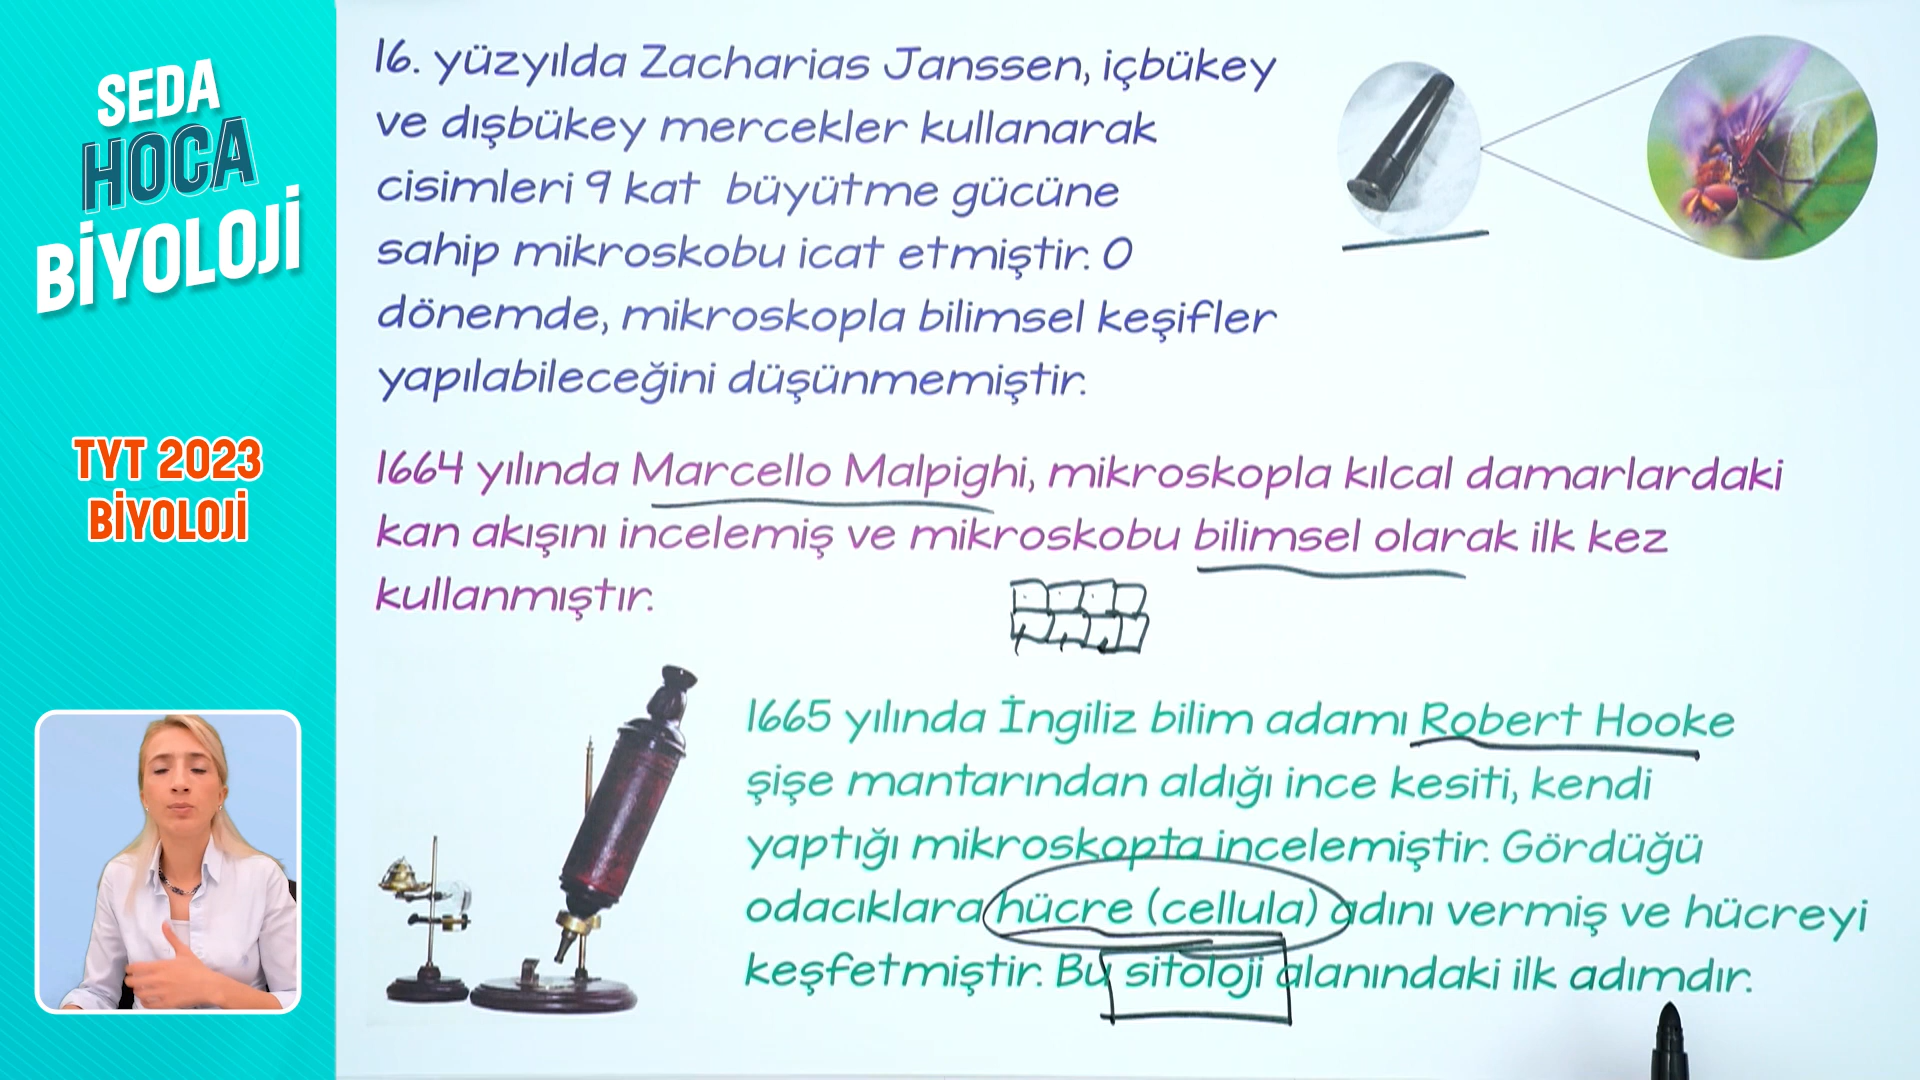 SEDA
HOCA
BİYOLOJİ
TYT 2023
BİYOLOJİ
16. yüzyılda Zacharias Janssen, içbükey
ve dışbükey mercekler kullanarak
cisimleri 9 kat büyütme gücüne
sahip mikroskobu icat etmiştir. O
dönemde, mikroskopla bilimsel keşifler
yapılabileceğini düşünmemiştir.
1664 yılında Marcello Malpighi, mikroskopla kılcal damarlardaki
kan akışını incelemiş ve mikroskobu bilimsel olarak ilk kez
kullanmıştır.
1665 yılında İngiliz bilim adamı Robert Hooke
şişe mantarından aldığı ince kesiti, kendi
yaptığı mikroskopta incelemiştir. Gördüğü
odacıklara hücre (cellula) adını vermiş ve hücreyi
keşfetmiştir. Bu sitoloji alanındaki ilk adımdır.